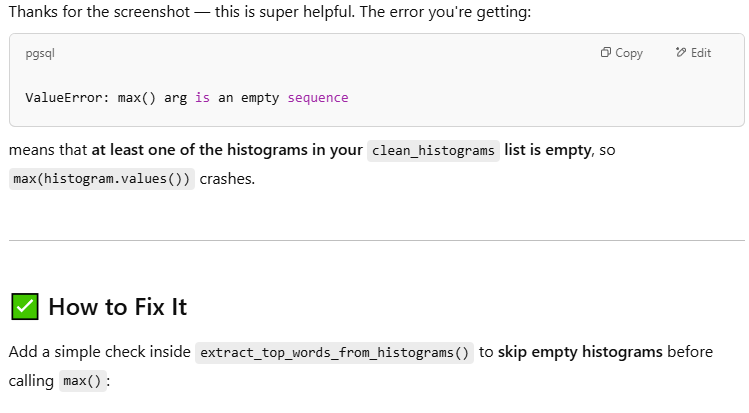 Thanks for the screenshot — this is super helpful. The error you're getting:
pgsql
Copy
Edit
ValueError: max() arg is an empty sequence
means that at least one of the histograms in your clean_histograms list is empty, so
max(histogram.values()) crashes.
✅ How to Fix It
Add a simple check inside extract_top_words_from_histograms() to skip empty histograms before
calling max():